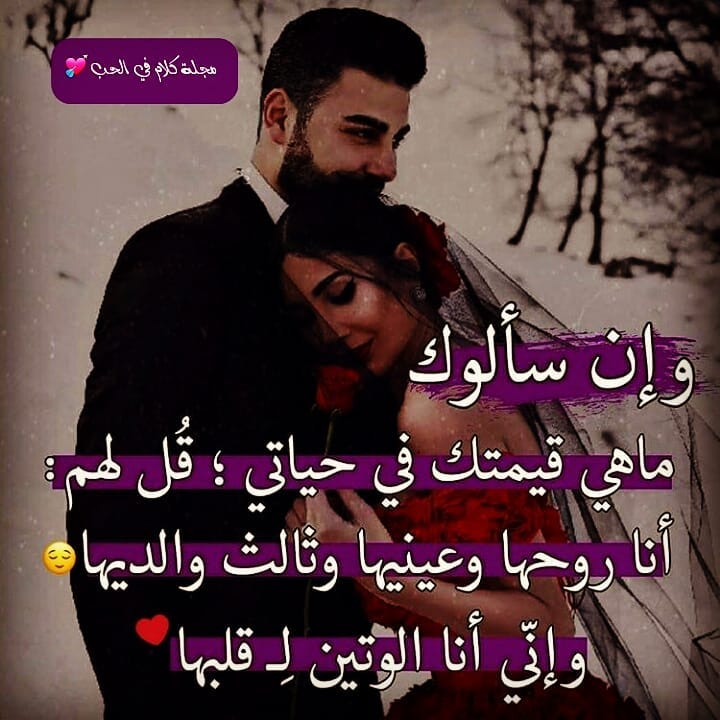 مجلة كلام في الحب 💘
وإن سألوك
ماهي قيمتك في حياتي ؛ قُل لهم :
أنا روحها وعينيها وثالث والديها😌
وإنّي أنا الوتين لِـ قلبها❤